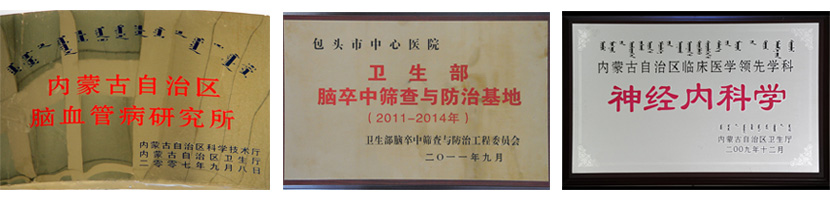 内蒙古自治区
脑血管病研究所
内蒙古自治区科学技术厅
内蒙古自治区卫生厅
二零零七年九月八日
包头市中心医院
卫生部
脑卒中筛查与防治基地
(2011-2014年)
卫生部脑卒中筛查与防治工程委员会
二〇一一年九月
内蒙古自治区临床医学领先学科
神经内科学
内蒙古自治区卫生厅
二00九年十二月